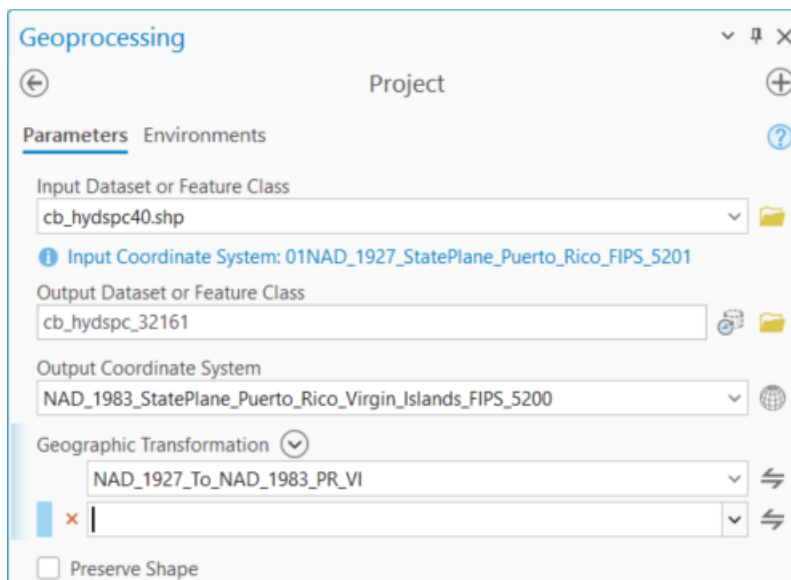 Geoprocessing
Project
Parameters Environments
Input Dataset or Feature Class
cb_hydspc40.shp
Input Coordinate System: 01NAD_1927_StatePlane_Puerto_Rico_FIPS_5201
Output Dataset or Feature Class
cb_hydspc_32161
Output Coordinate System
NAD_1983_StatePlane_Puerto_Rico_Virgin_Islands_FIPS_5200
Geographic Transformation
NAD_1927_To_NAD_1983_PR_VI
Preserve Shape